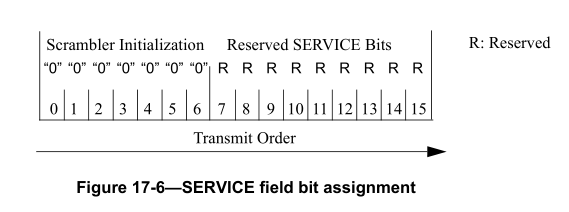 Scrambler Initialization Reserved SERVICE Bits R: Reserved
“0” “0” “0” “0” “0” “0” “0” R R R R R R R R R
0 1 2 3 4 5 6 7 8 9 10 11 12 13 14 15
Transmit Order
Figure 17-6—SERVICE field bit assignment